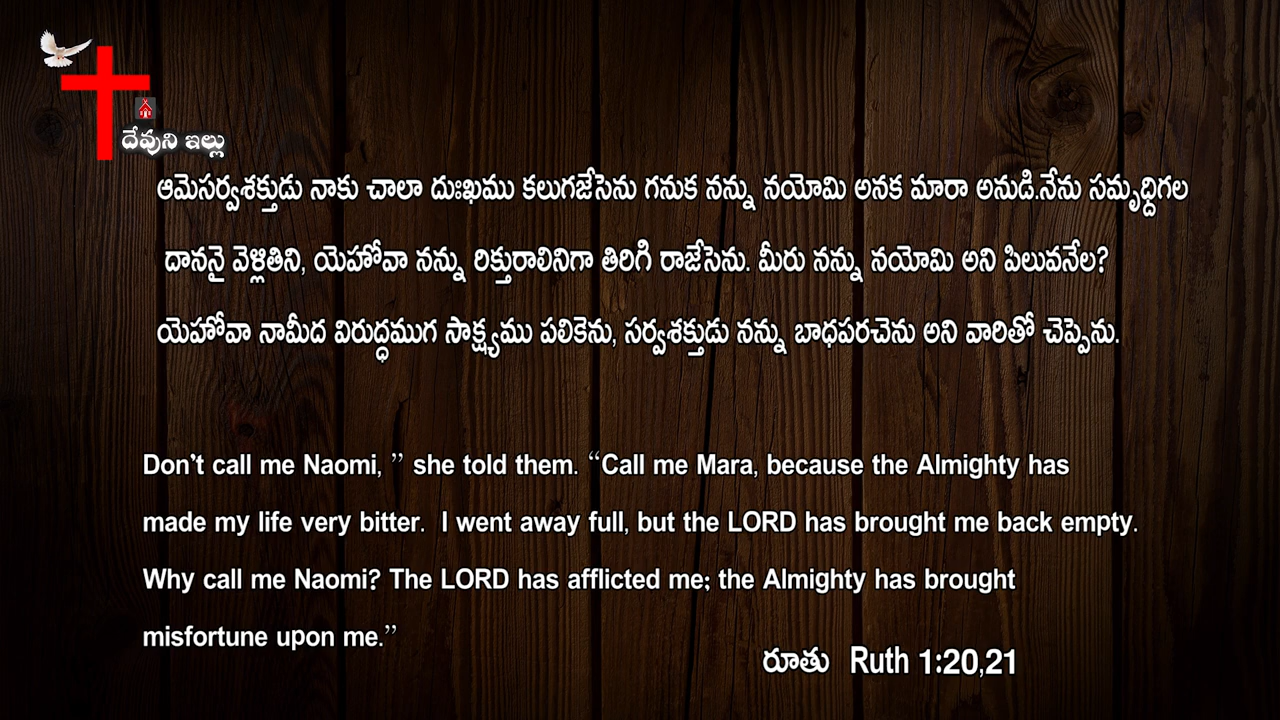 దేవుని ఇల్లు
ఆమెసర్వశక్తుడు నాకు చాలా దుఃఖము కలుగజేసెను గనుక నన్ను నయోమి అనక మారా అనుడి.నేను సమృద్ధిగల
దాననై వెళ్లితిని, యెహోవా నన్ను రిక్తురాలినిగా తిరిగి రాజేసెను. మీరు నన్ను నయోమి అని పిలువనేల?
యెహోవా నామీద విరుద్ధముగ సాక్ష్యము పలికెను, సర్వశక్తుడు నన్ను బాధపరచెను అని వారితో చెప్పెను.
Don't call me Naomi, ” she told them. “Call me Mara, because the Almighty has
made my life very bitter.  I went away full, but the LORD has brought me back empty.
Why call me Naomi? The LORD has afflicted me; the Almighty has brought
misfortune upon me.”
రూతు Ruth 1:20,21